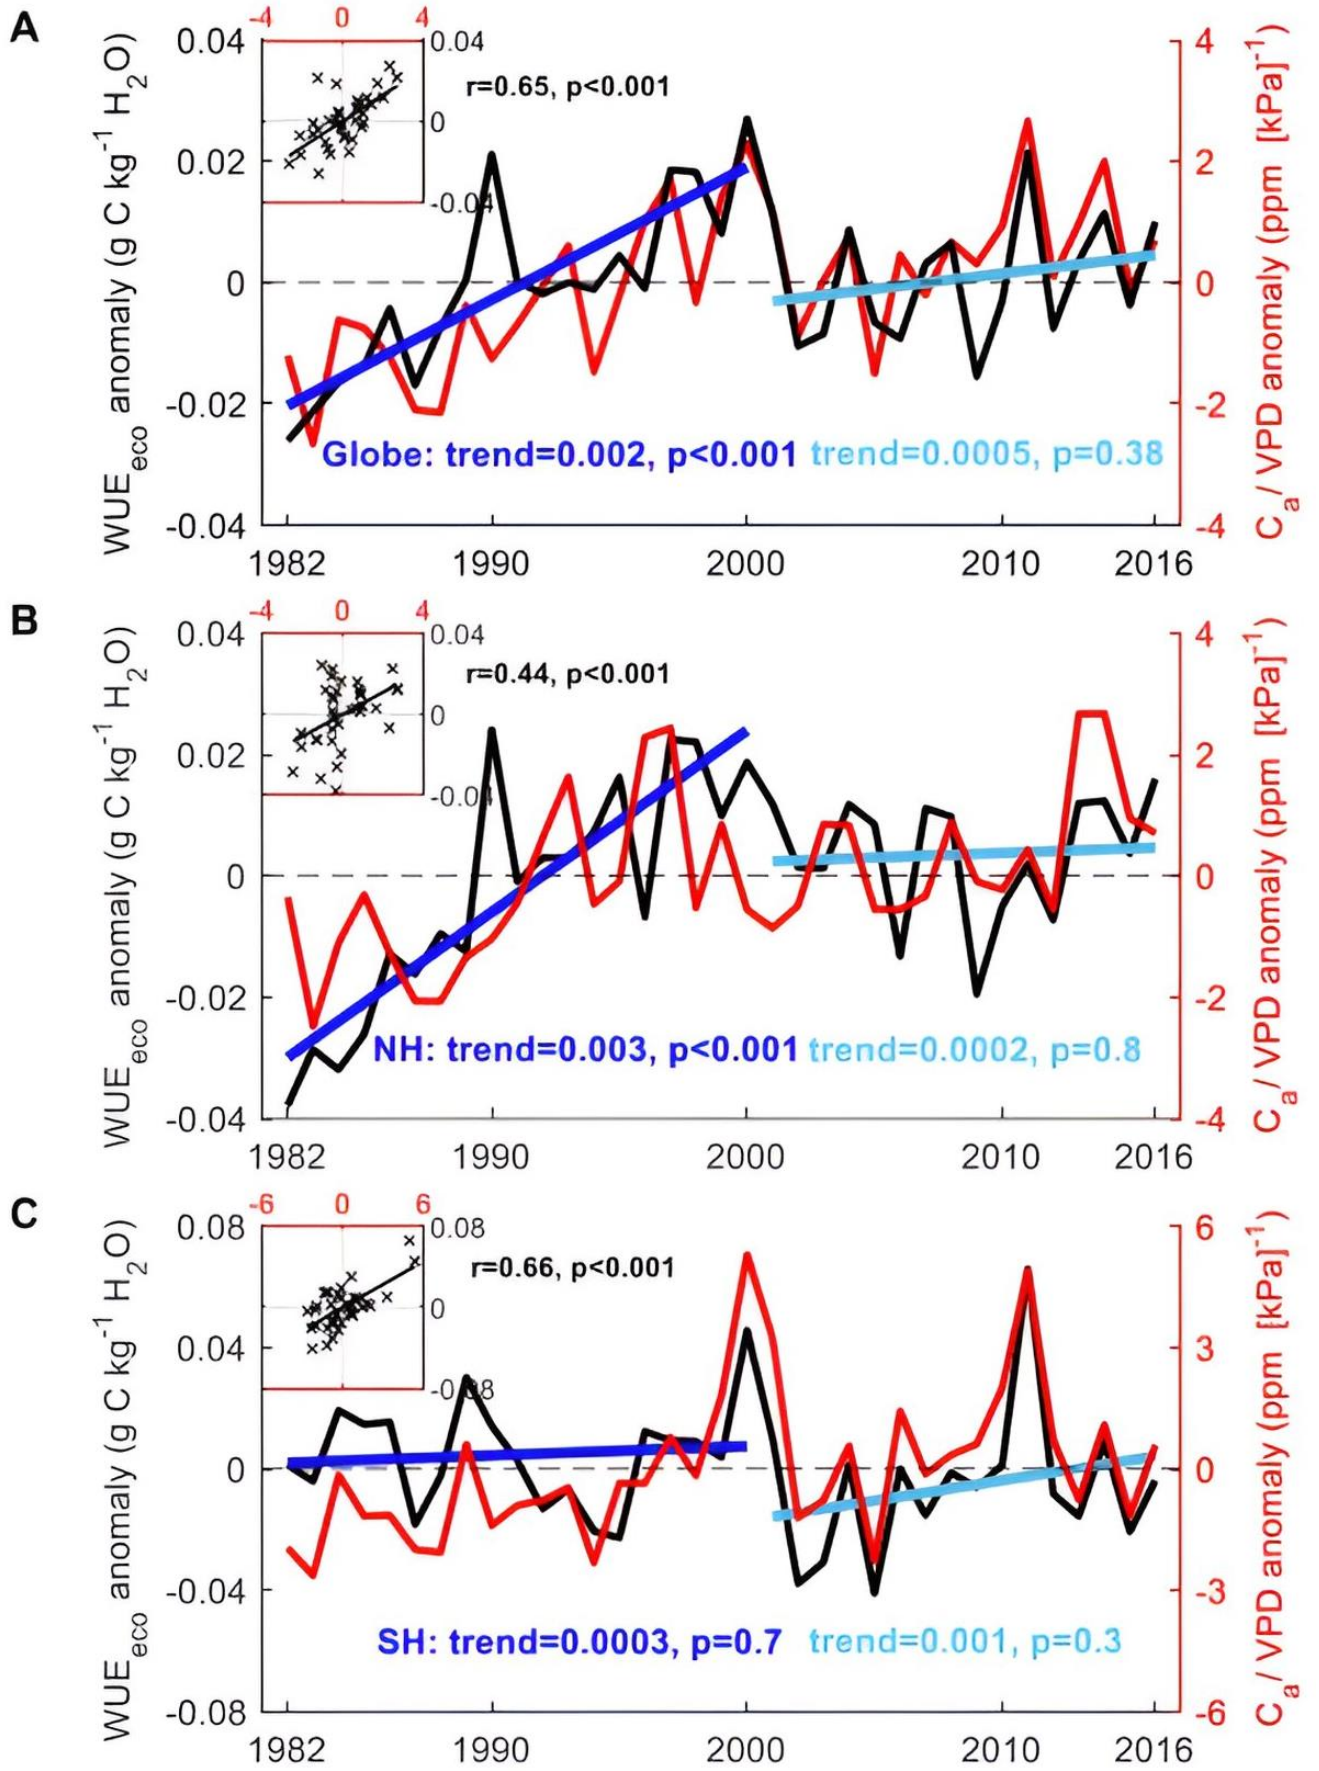 A
-4 0 4
WUEeco anomaly (g C kg-1 H2O)
Ca / VPD anomaly (ppm [kPa]-1)
0.04
0.02
0
-0.02
-0.04
0.04
0
-0.04
r=0.65, p<0.001
4
2
0
-2
-4
Globe: trend=0.002, p<0.001 trend=0.0005, p=0.38
1982 1990 2000 2010 2016
B
-4 0 4
WUEeco anomaly (g C kg-1 H2O)
Ca / VPD anomaly (ppm [kPa]-1)
0.04
0.02
0
-0.02
-0.04
0.04
0
-0.04
r=0.44, p<0.001
4
2
0
-2
-4
NH: trend=0.003, p<0.001 trend=0.0002, p=0.8
1982 1990 2000 2010 2016
C
-6 0 6
WUEeco anomaly (g C kg-1 H2O)
Ca / VPD anomaly (ppm [kPa]-1)
0.08
0.04
0
-0.04
-0.08
0.08
0
-0.08
r=0.66, p<0.001
6
3
0
-3
-6
SH: trend=0.0003, p=0.7 trend=0.001, p=0.3
1982 1990 2000 2010 2016